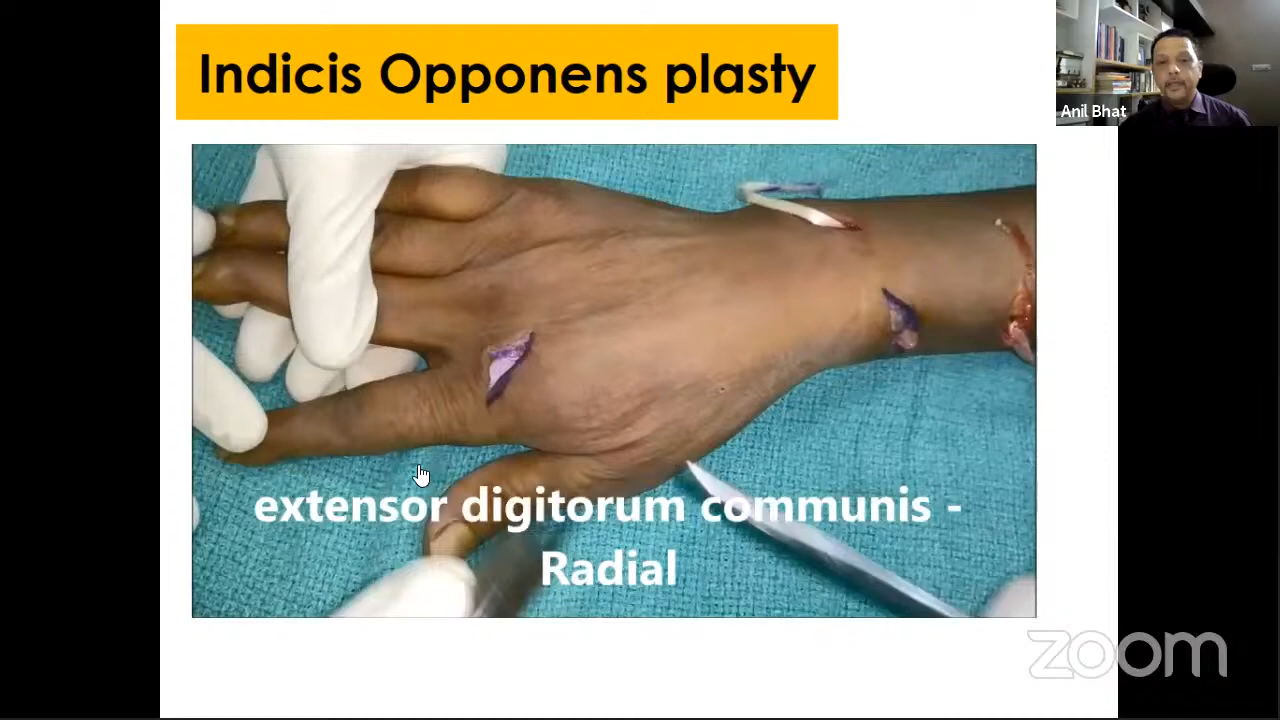 Indicis Opponens plasty
Anil Bhat
extensor digitorum communis -
Radial
zoom